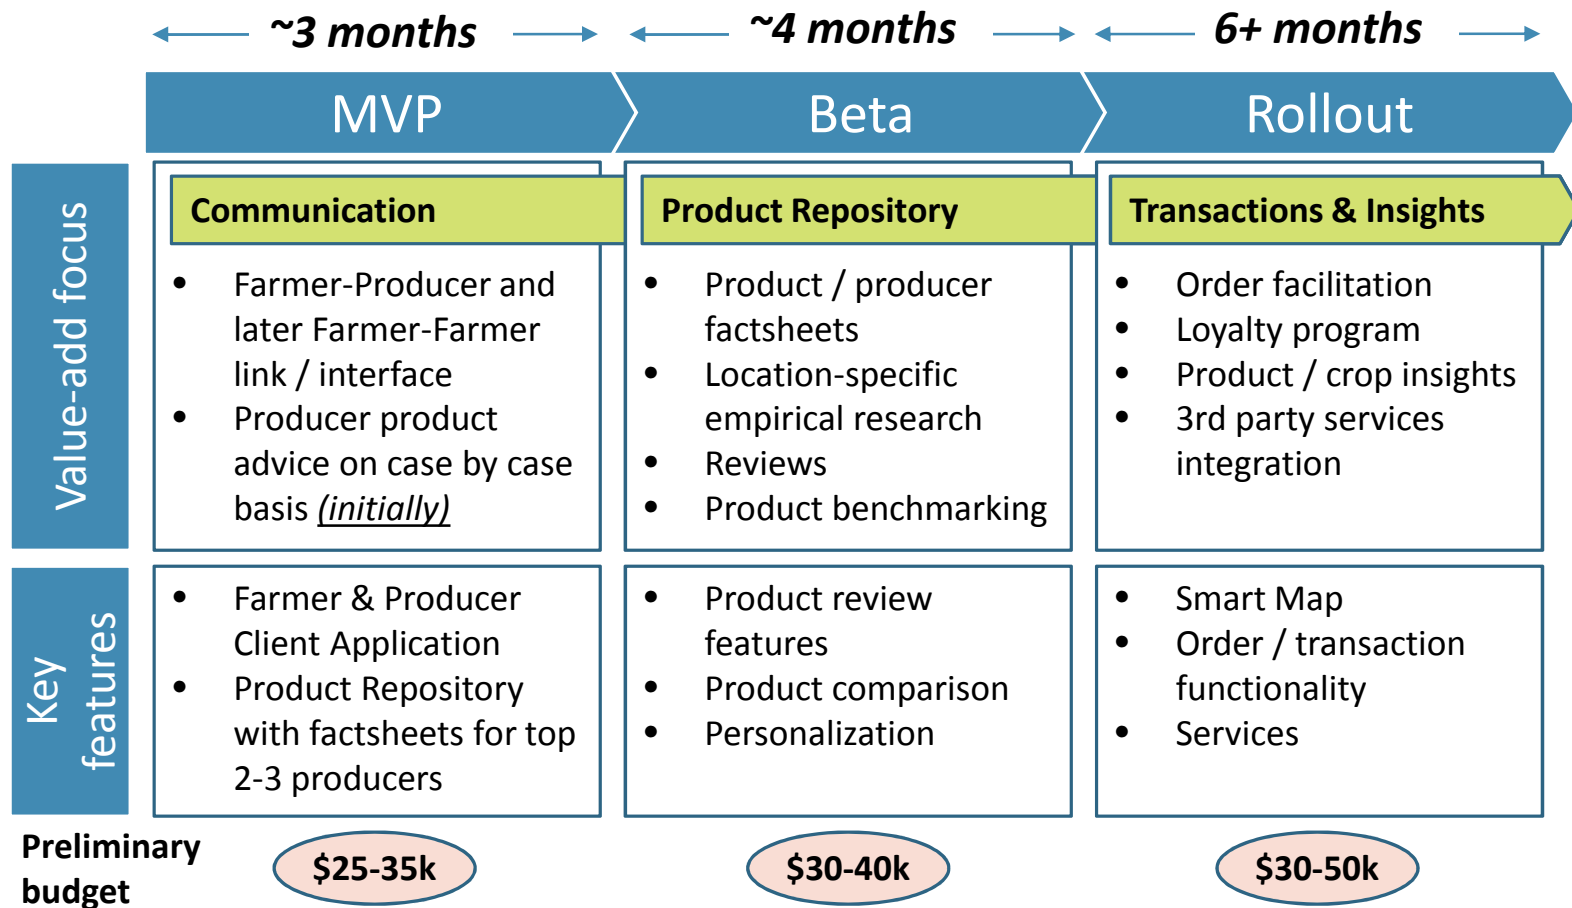 ~3 months
~4 months
6+ months
MVP
Beta
Rollout
Value-add focus
Communication
• Farmer-Producer and
later Farmer-Farmer
link / interface
• Producer product
advice on case by case
basis (initially)
Product Repository
• Product / producer
factsheets
• Location-specific
empirical research
• Reviews
• Product benchmarking
Transactions & Insights
• Order facilitation
• Loyalty program
• Product / crop insights
• 3rd party services
integration
Key
features
• Farmer & Producer
Client Application
• Product Repository
with factsheets for top
2-3 producers
• Product review
features
• Product comparison
• Personalization
• Smart Map
• Order / transaction
functionality
• Services
Preliminary
budget
$25-35k
$30-40k
$30-50k